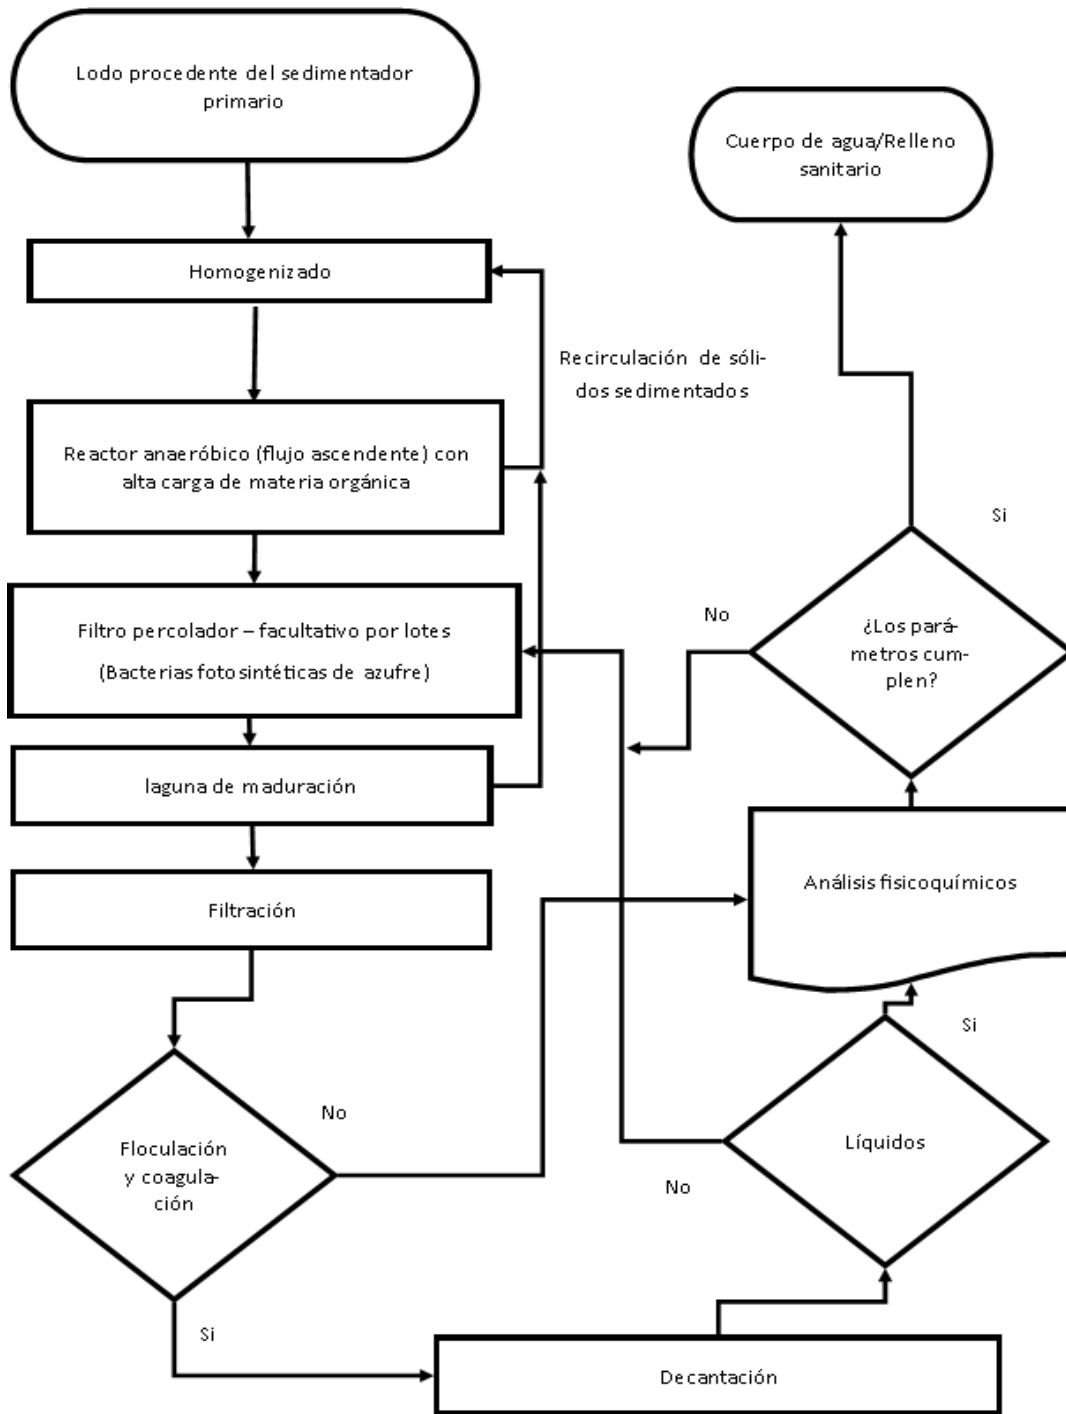 Lodo procedente del sedimentador
primario
Cuerpo de agua/Relleno
sanitario
Homogenizado
Recirculación de sóli-
dos sedimentados
Reactor anaeróbico (flujo ascendente) con
alta carga de materia orgánica
Si
No
Filtro percolador – facultativo por lotes
(Bacterias fotosintéticas de azufre)
¿Los pará-
metros cum-
plen?
laguna de maduración
Análisis fisicoquímicos
Filtración
Si
No
Floculación
y coagula-
ción
Líquidos
No
Si
Decantación